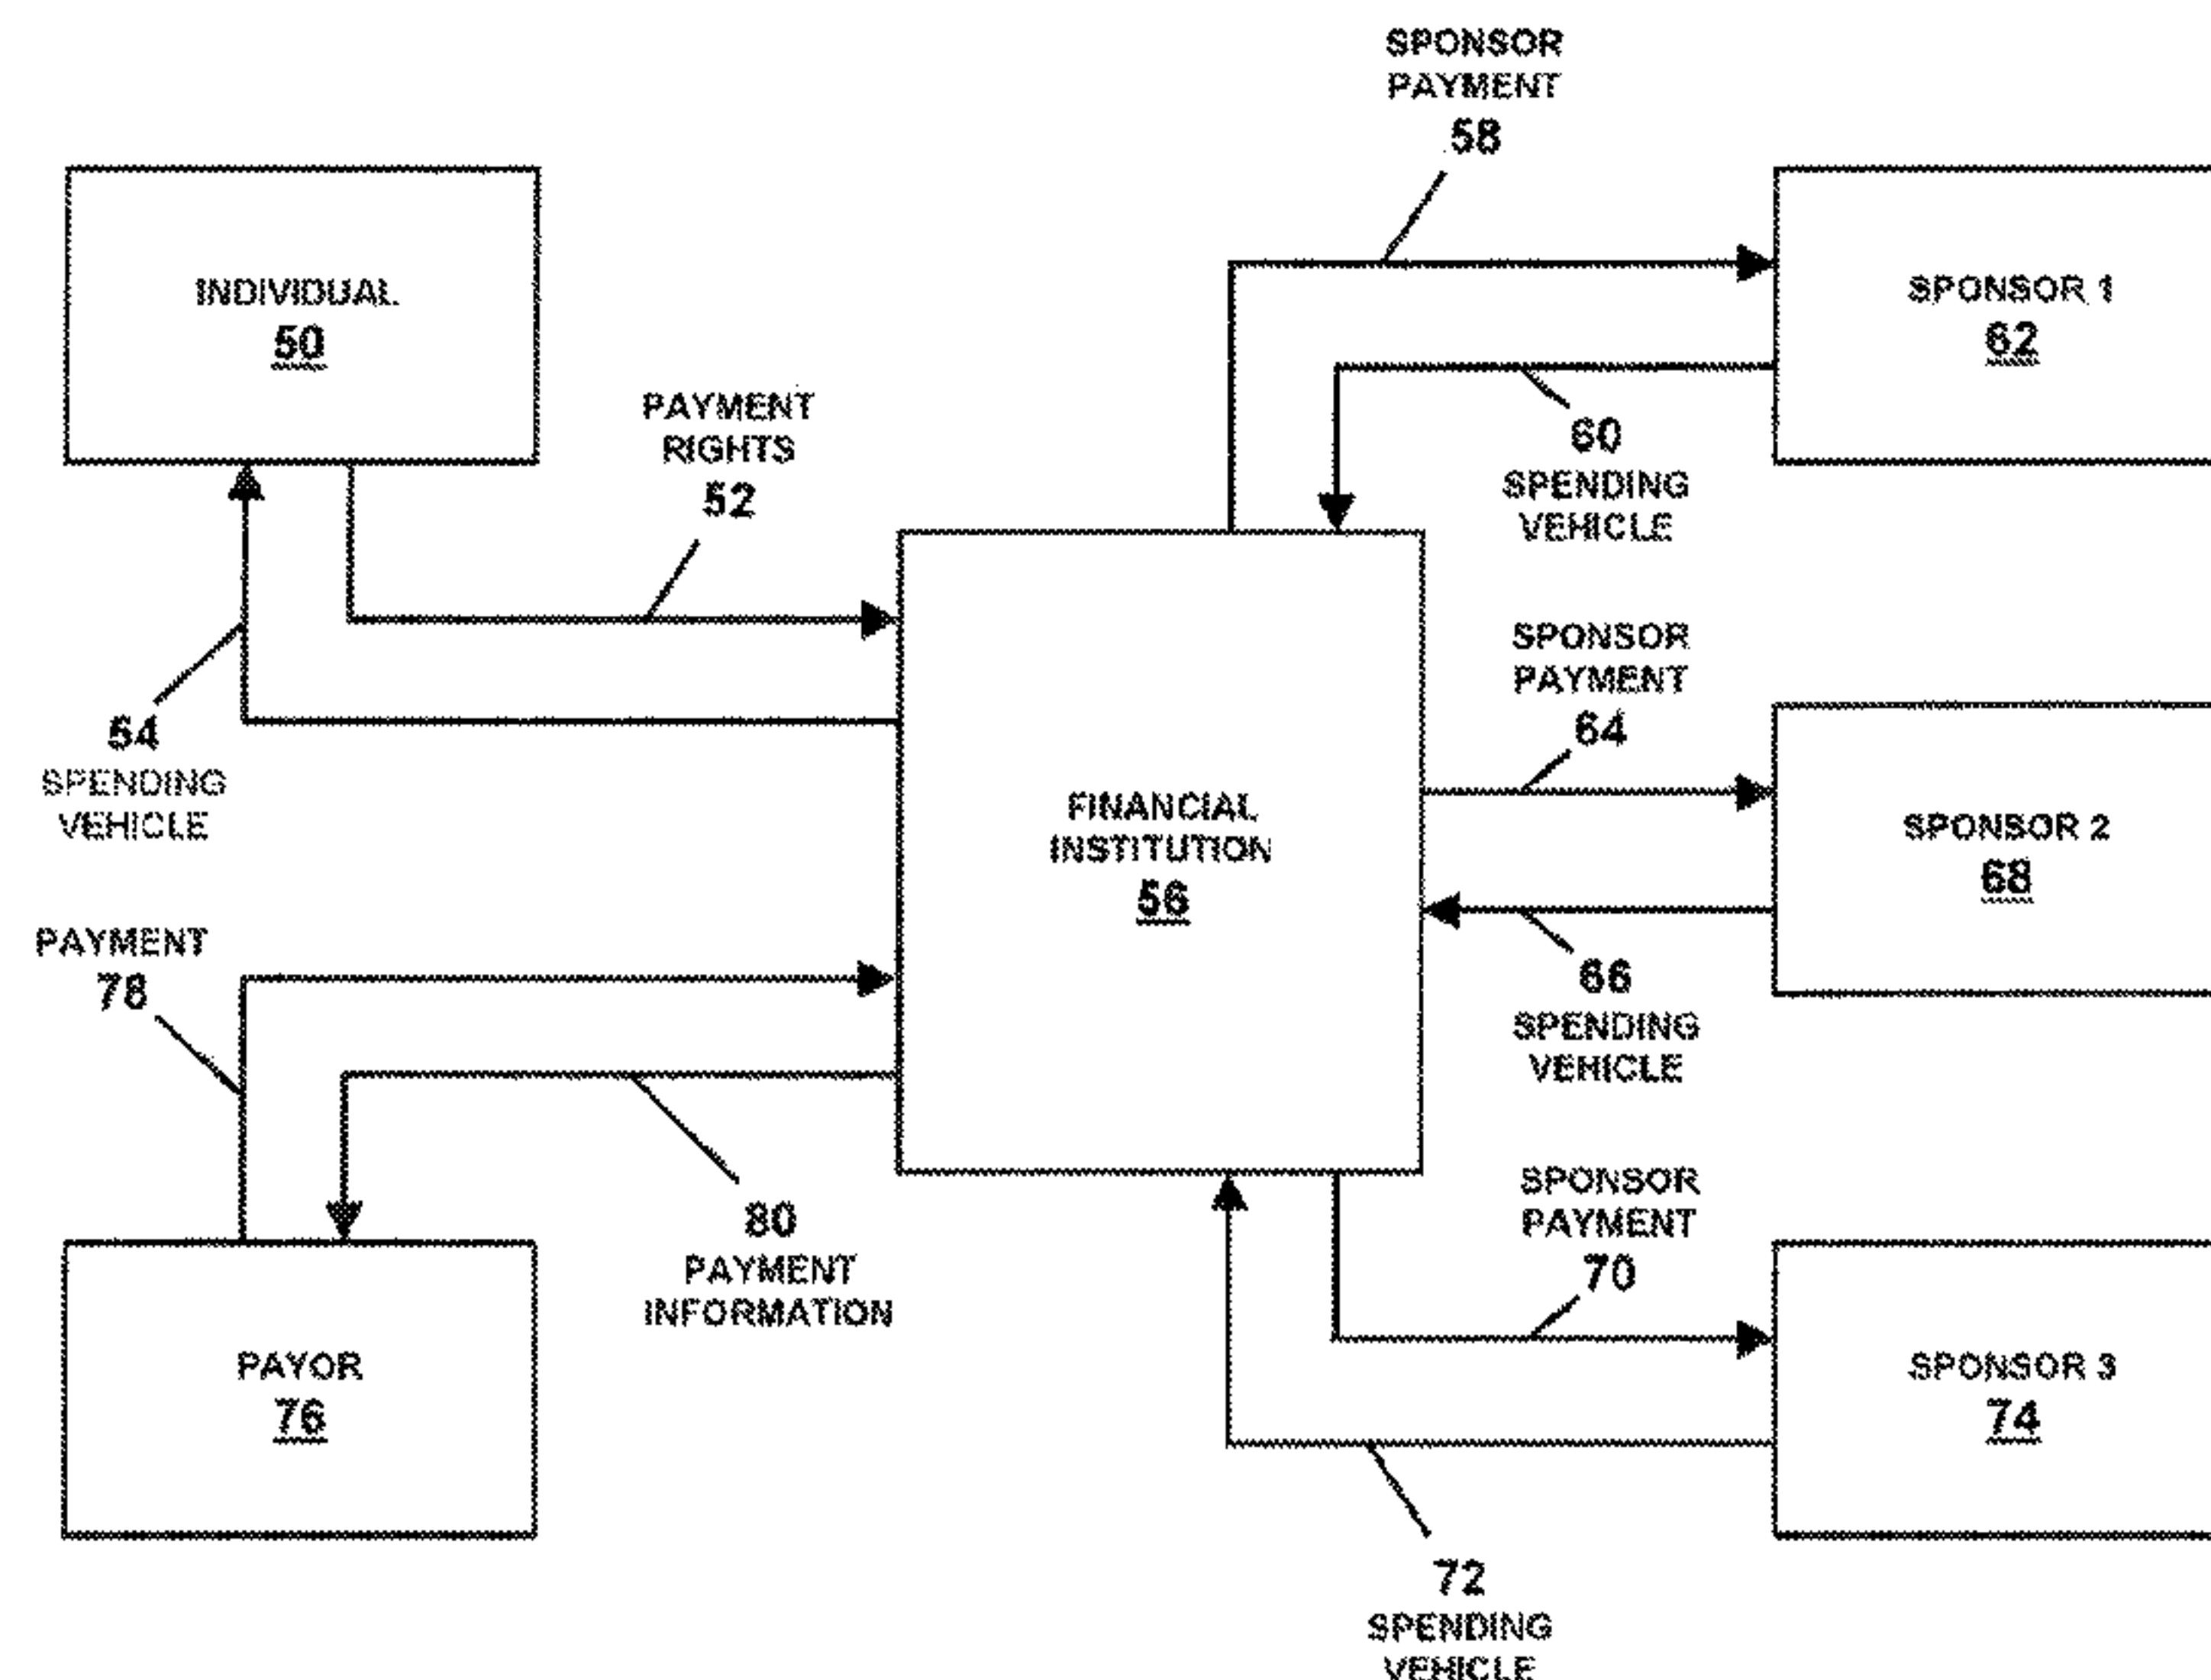 SPONSOR
PAYMENT
58
INDIVIDUAL
50
SPONSOR 1
62
PAYMENT
RIGHTS
52
60
SPENDING
VEHICLE
54
SPENDING
VEHICLE
SPONSOR
PAYMENT
64
FINANCIAL
INSTITUTION
56
SPONSOR 2
68
66
SPENDING
VEHICLE
PAYMENT
78
80
PAYMENT
INFORMATION
SPONSOR
PAYMENT
70
PAYOR
76
SPONSOR 3
74
72
SPENDING
VEHICLE